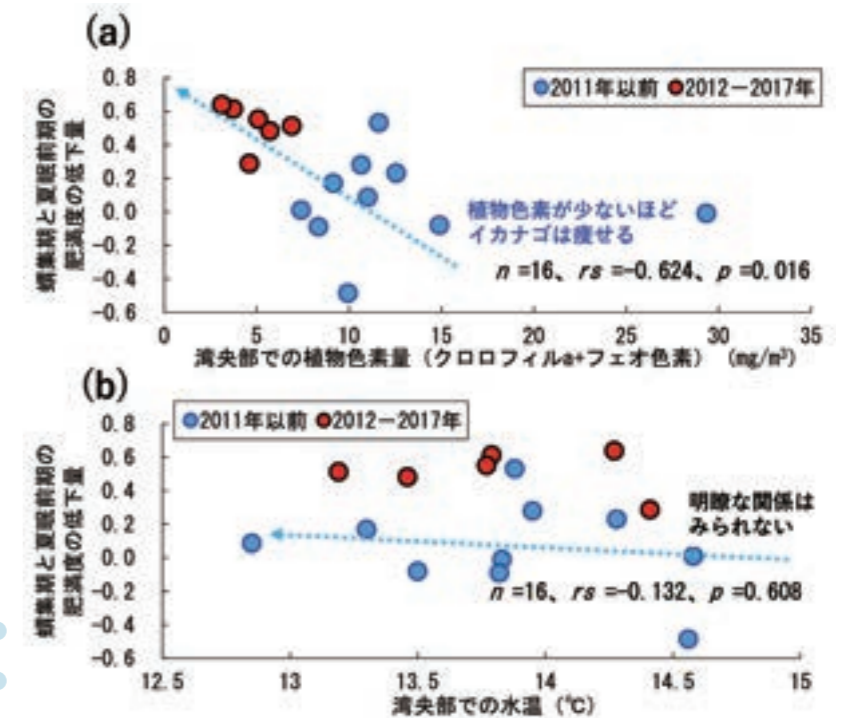 (a)
蝟集期と夏眠前期の
肥満度の低下量
0.8
0.6
0.4
0.2
0.0
-0.2
-0.4
-0.6
2011年以前 2012－2017年
植物色素が少ないほど
イカナゴは痩せる
n=16、rs=-0.624、p=0.016
0 5 10 15 20 25 30 35
湾央部での植物色素量（クロロフィルa+フェオ色素）（mg/m³）
(b)
蝟集期と夏眠前期の
肥満度の低下量
0.8
0.6
0.4
0.2
0.0
-0.2
-0.4
-0.6
2011年以前 2012－2017年
明瞭な関係は
みられない
n=16、rs=-0.132、p=0.608
12.5 13 13.5 14 14.5 15
湾央部での水温（℃）